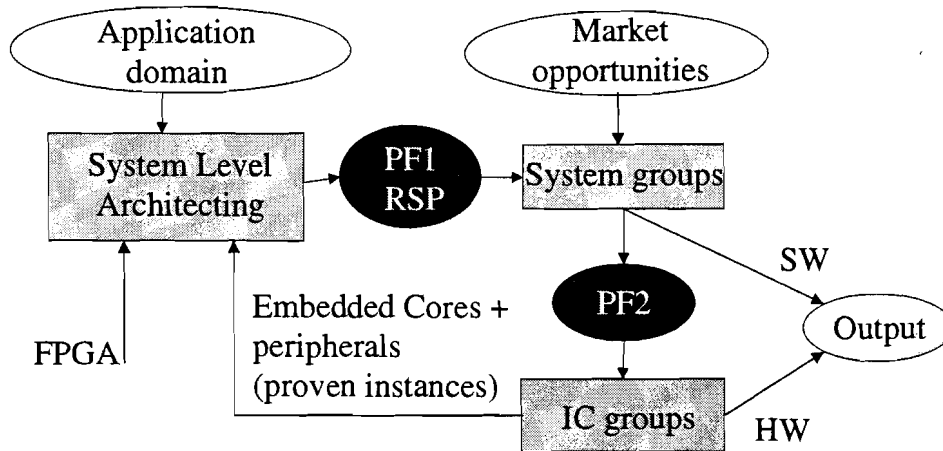 Application
domain
Market
opportunities
System Level
Architecting
PF1
RSP
System groups
SW
PF2
Output
Embedded Cores +
peripherals
(proven instances)
FPGA
IC groups
HW